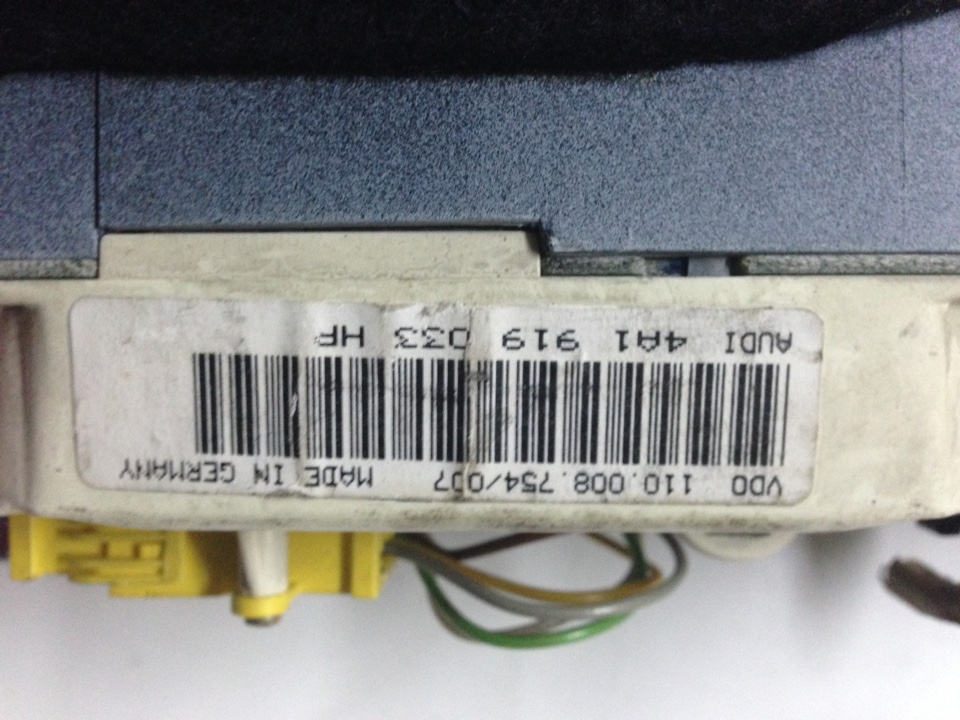 AUDI 4A1 919 033 HP
VDO 110.008.754/007 MADE IN GERMANY